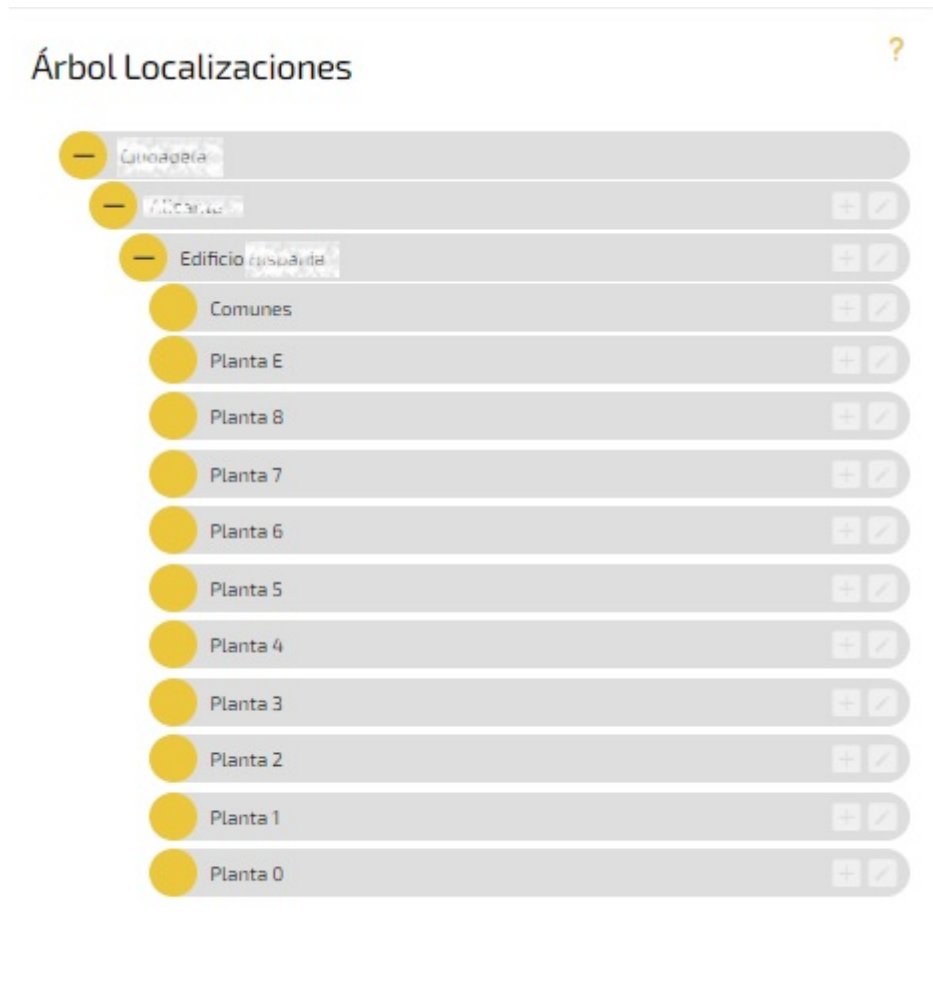 Árbol Localizaciones
?
Edificio
Comunes
Planta E
Planta 8
Planta 7
Planta 6
Planta 5
Planta 4
Planta 3
Planta 2
Planta 1
Planta 0